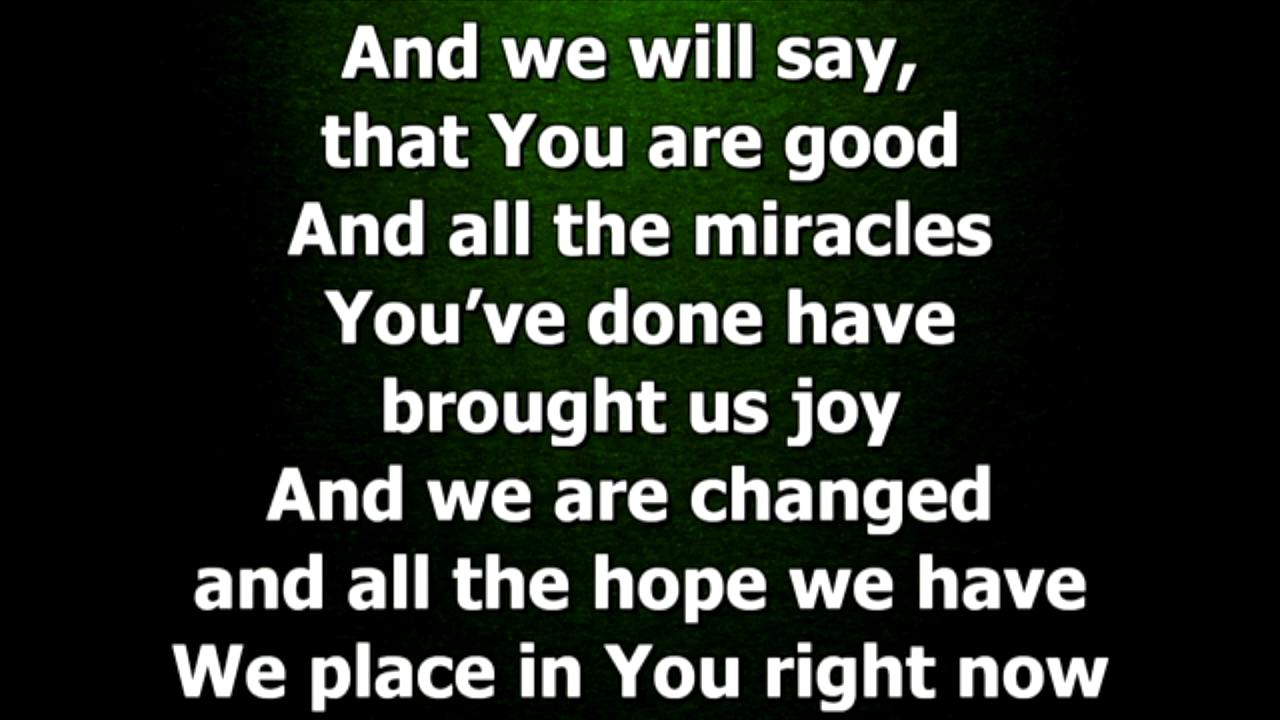 And we will say,
that You are good
And all the miracles
You’ve done have
brought us joy
And we are changed
and all the hope we have
We place in You right now